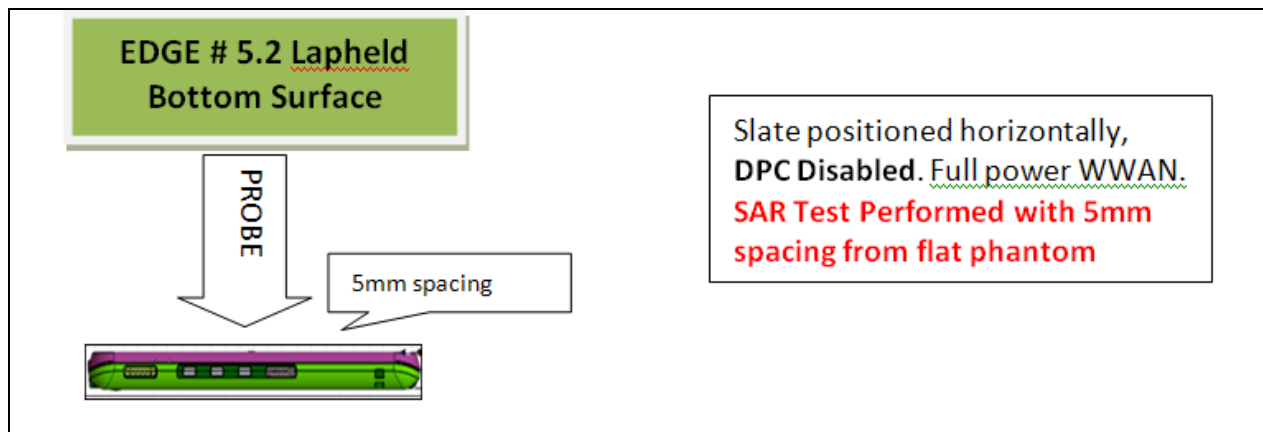 EDGE # 5.2 Lapheld
Bottom Surface
PROBE
5mm spacing
Slate positioned horizontally,
DPC Disabled. Full power WWAN.
SAR Test Performed with 5mm
spacing from flat phantom